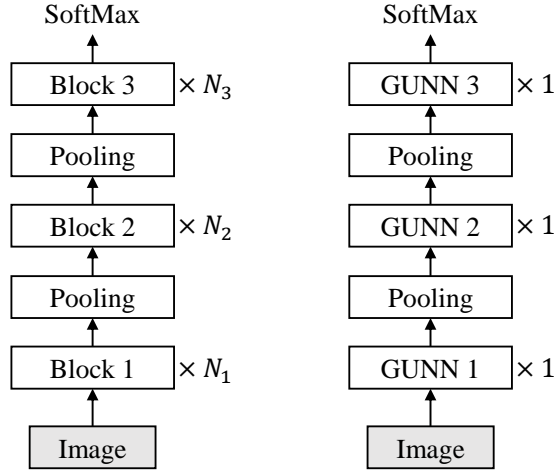 SoftMax
Block 3 × N₃
Pooling
Block 2 × N₂
Pooling
Block 1 × N₁
Image
SoftMax
GUNN 3 × 1
Pooling
GUNN 2 × 1
Pooling
GUNN 1 × 1
Image